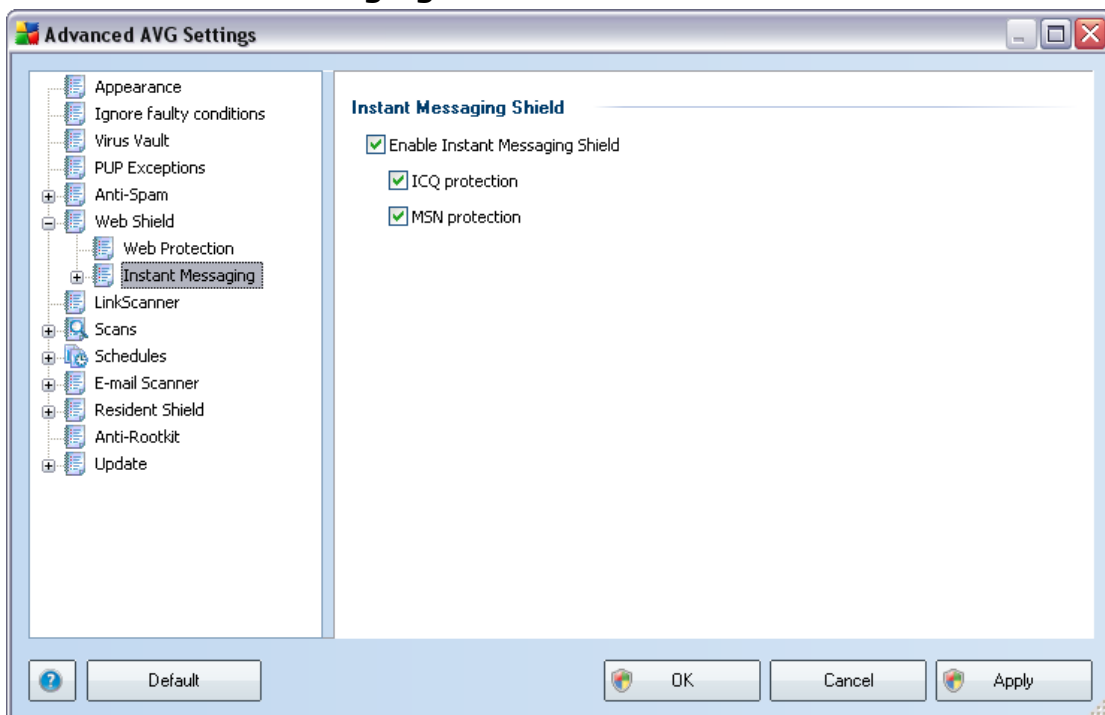 Advanced AVG Settings
Appearance
Ignore faulty conditions
Virus Vault
PUP Exceptions
Anti-Spam
Web Shield
Web Protection
Instant Messaging
LinkScanner
Scans
Schedules
E-mail Scanner
Resident Shield
Anti-Rootkit
Update
Instant Messaging Shield
Enable Instant Messaging Shield
ICQ protection
MSN protection
Default
OK
Cancel
Apply